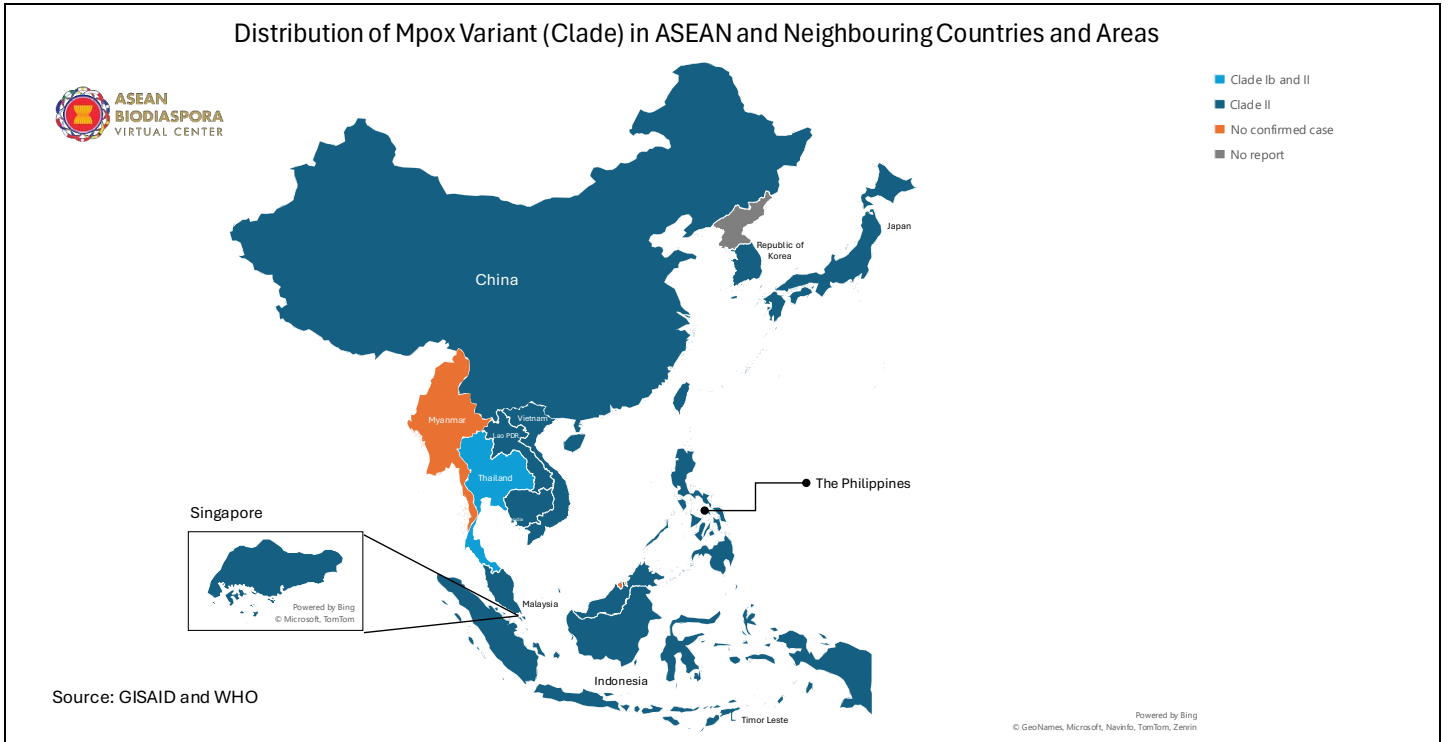 Distribution of Mpox Variant (Clade) in ASEAN and Neighbouring Countries and Areas
ASEAN
BIODIASPORA
VIRTUAL CENTER
Clade Ib and II
Clade II
No confirmed case
No report
Japan
Republic of
Korea
China
Myanmar
Vietnam
Lao PDR
Thailand
The Philippines
Singapore
Powered by Bing
© Microsoft, TomTom
Malaysia
Indonesia
Source: GISAID and WHO
Timor Leste
Powered by Bing
© GeoNames, Microsoft, Navinfo, TomTom, Zenrin